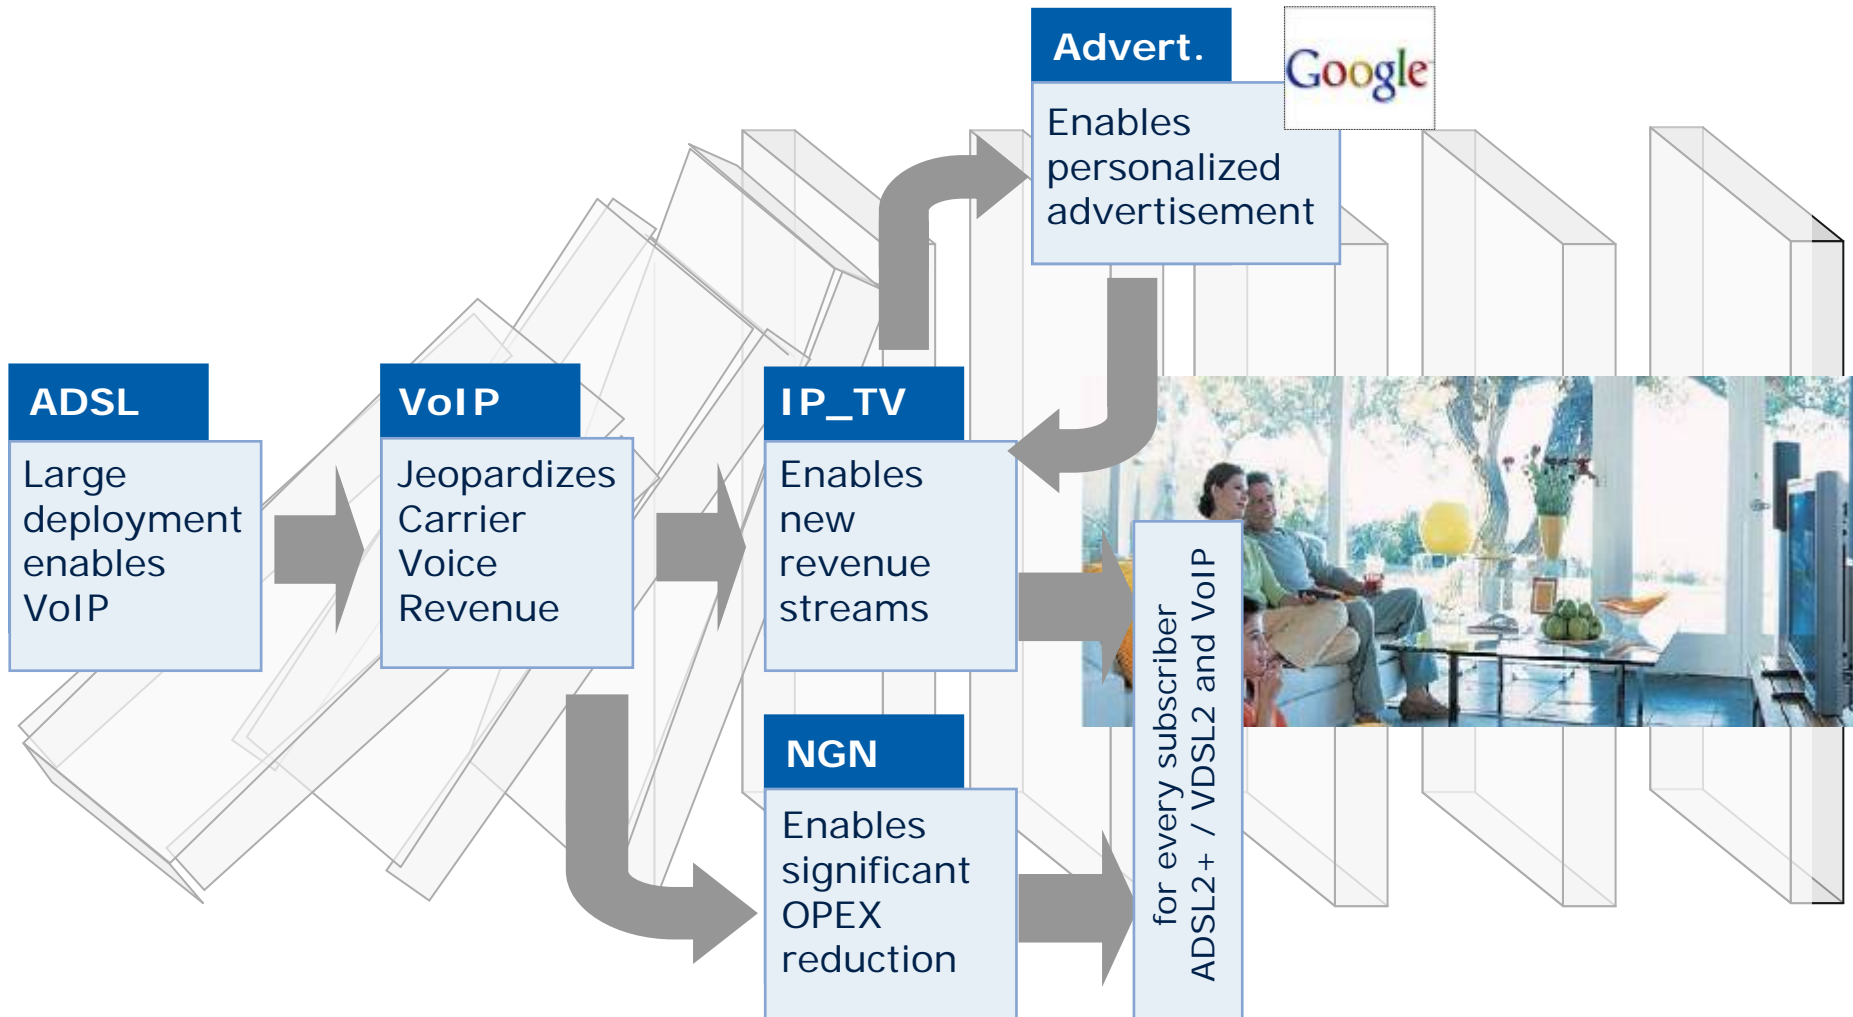 Advert.
Google
Enables
personalized
advertisement
ADSL
Large
deployment
enables
VoIP
VoIP
Jeopardizes
Carrier
Voice
Revenue
IP_TV
Enables
new
revenue
streams
NGN
Enables
significant
OPEX
reduction
for every subscriber
ADSL2+ / VDSL2 and VoIP